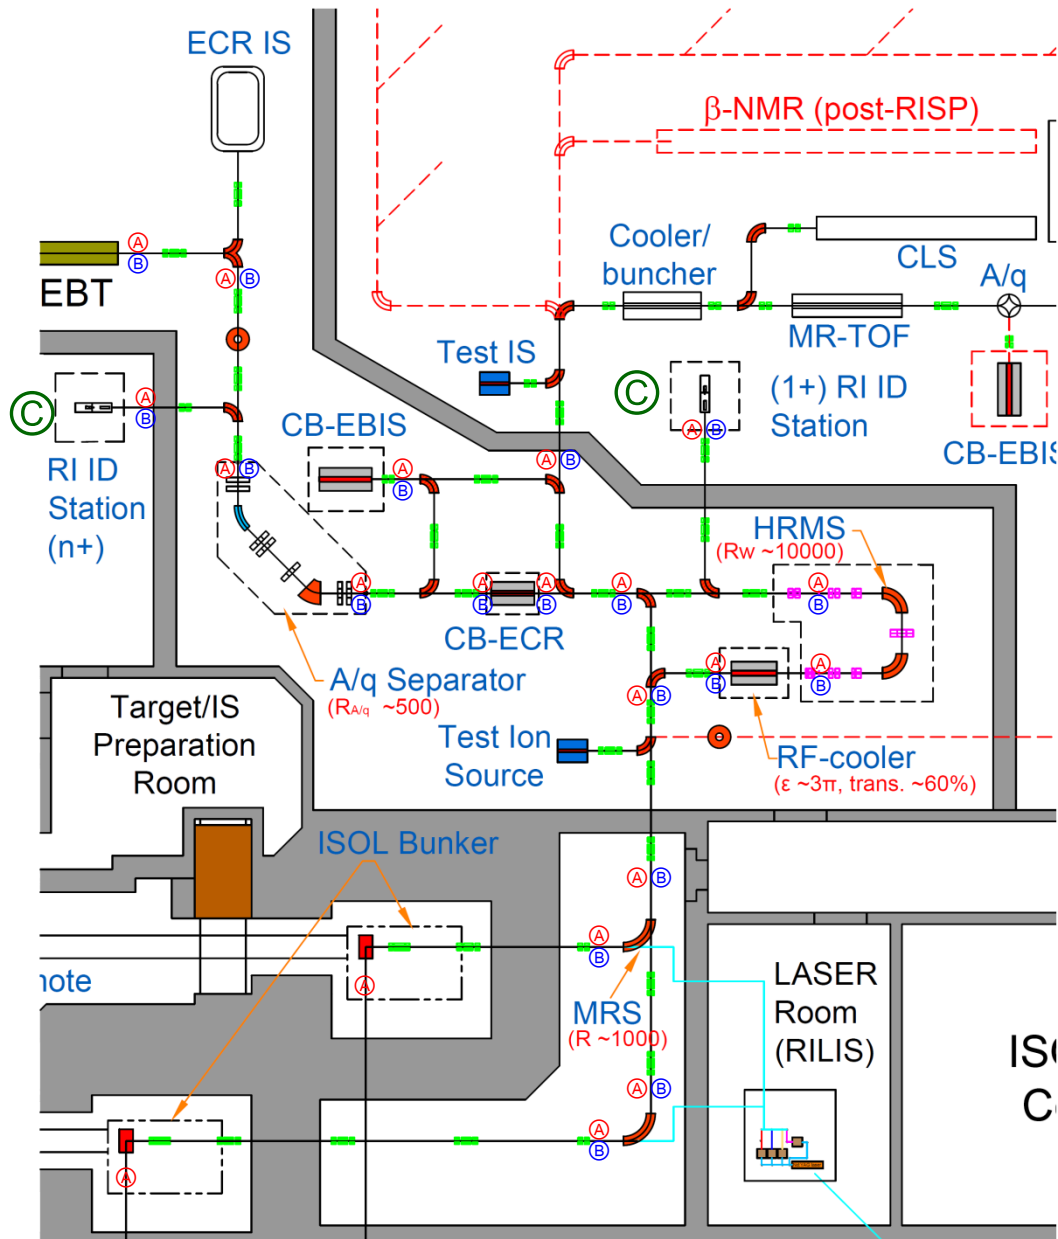 ECR IS
β-NMR (post-RISP)
A
B
EBT
A
B
Cooler/
buncher
CLS
A/q
MR-TOF
Test IS
(1+) RI ID
Station
C
C
A
B
CB-EBIS
A
B
CB-EBIS
RI ID
Station
(n+)
A
B
A
B
A
B
HRMS
(Rw ~10000)
A
B
A
B
A
B
A
B
A
B
CB-ECR
A/q Separator
(RA/q ~500)
A
B
A
B
A
B
Target/IS
Preparation
Room
Test Ion
Source
RF-cooler
(ε ~3π, trans. ~60%)
ISOL Bunker
A
B
A
B
A
MRS
(R ~1000)
LASER
Room
(RILIS)
A
B
A
B
A